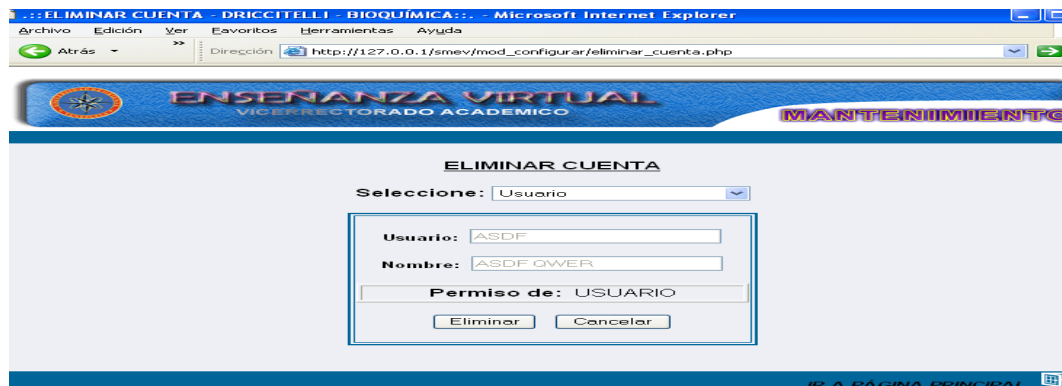 .::ELIMINAR CUENTA - DRICCITELLI - BIOQUÍMICA::. - Microsoft Internet Explorer
Archivo Edición Ver Favoritos Herramientas Ayuda
Atrás » Dirección http://127.0.0.1/smev/mod_configurar/eliminar_cuenta.php
ENSEÑANZA VIRTUAL
VICERRECTORADO ACADEMICO
MANTENIMIENTO
ELIMINAR CUENTA
Seleccione: Usuario
Usuario: ASDF
Nombre: ASDF QWER
Permiso de: USUARIO
Eliminar Cancelar
IR A PÁGINA PRINCIPAL